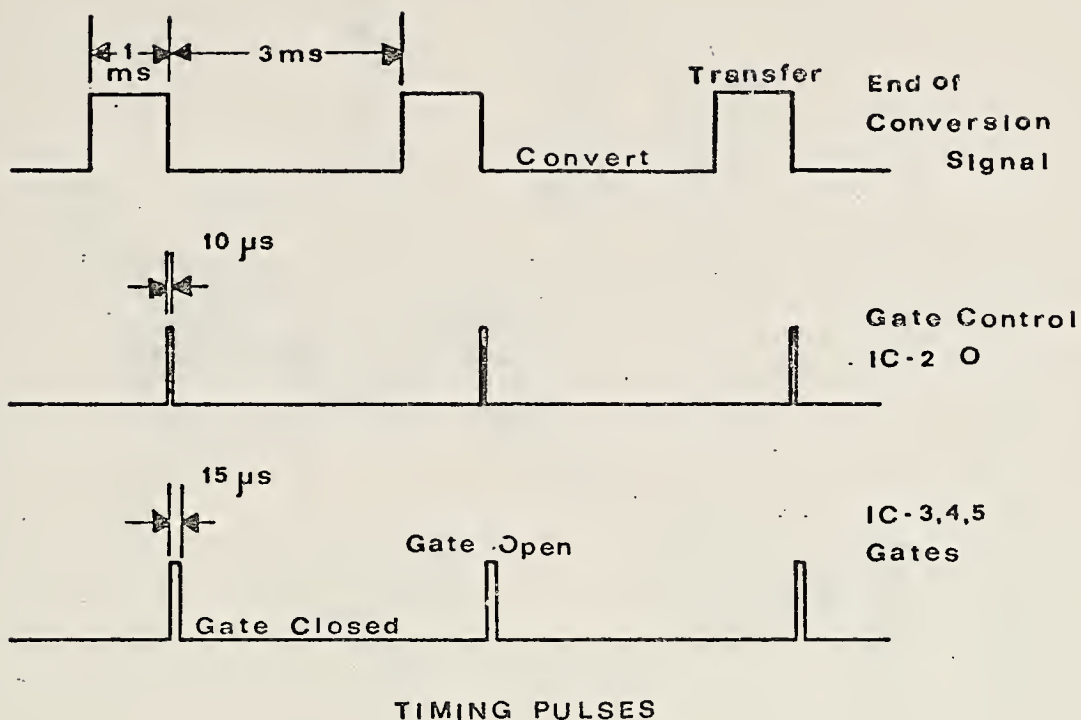 1
ms
3 ms
Transfer
End of
Conversion
Signal
Convert
10 µs
Gate Control
IC-2 O
15 µs
IC-3,4,5
Gates
Gate Open
Gate Closed
TIMING PULSES